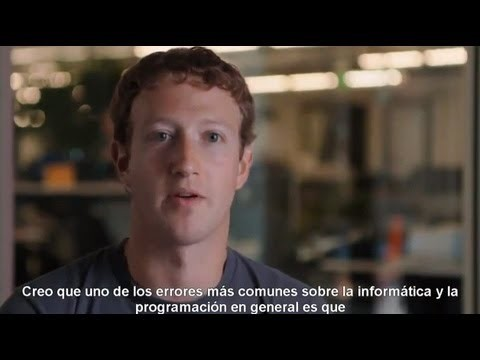 Creo que uno de los errores más comunes sobre la informática y la
programación en general es que